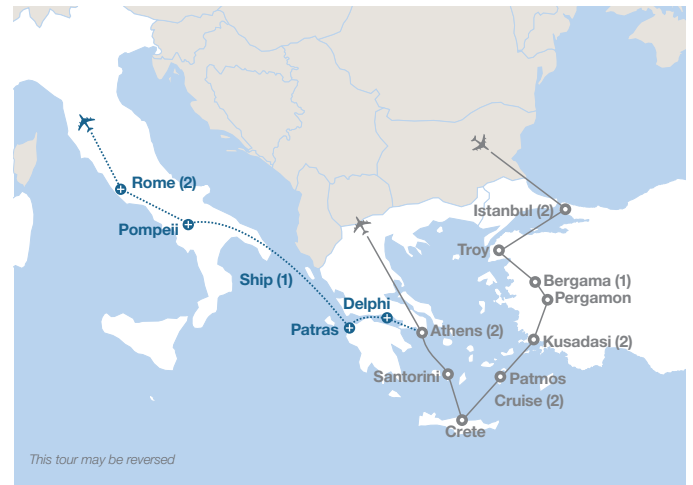 Rome (2)
Istanbul (2)
Pompeii
Troy
Ship (1)
Bergama (1)
Pergamon
Delphi
Patras
Athens (2)
Kusadasi (2)
Santorini
Patmos
Cruise (2)
Crete
This tour may be reversed